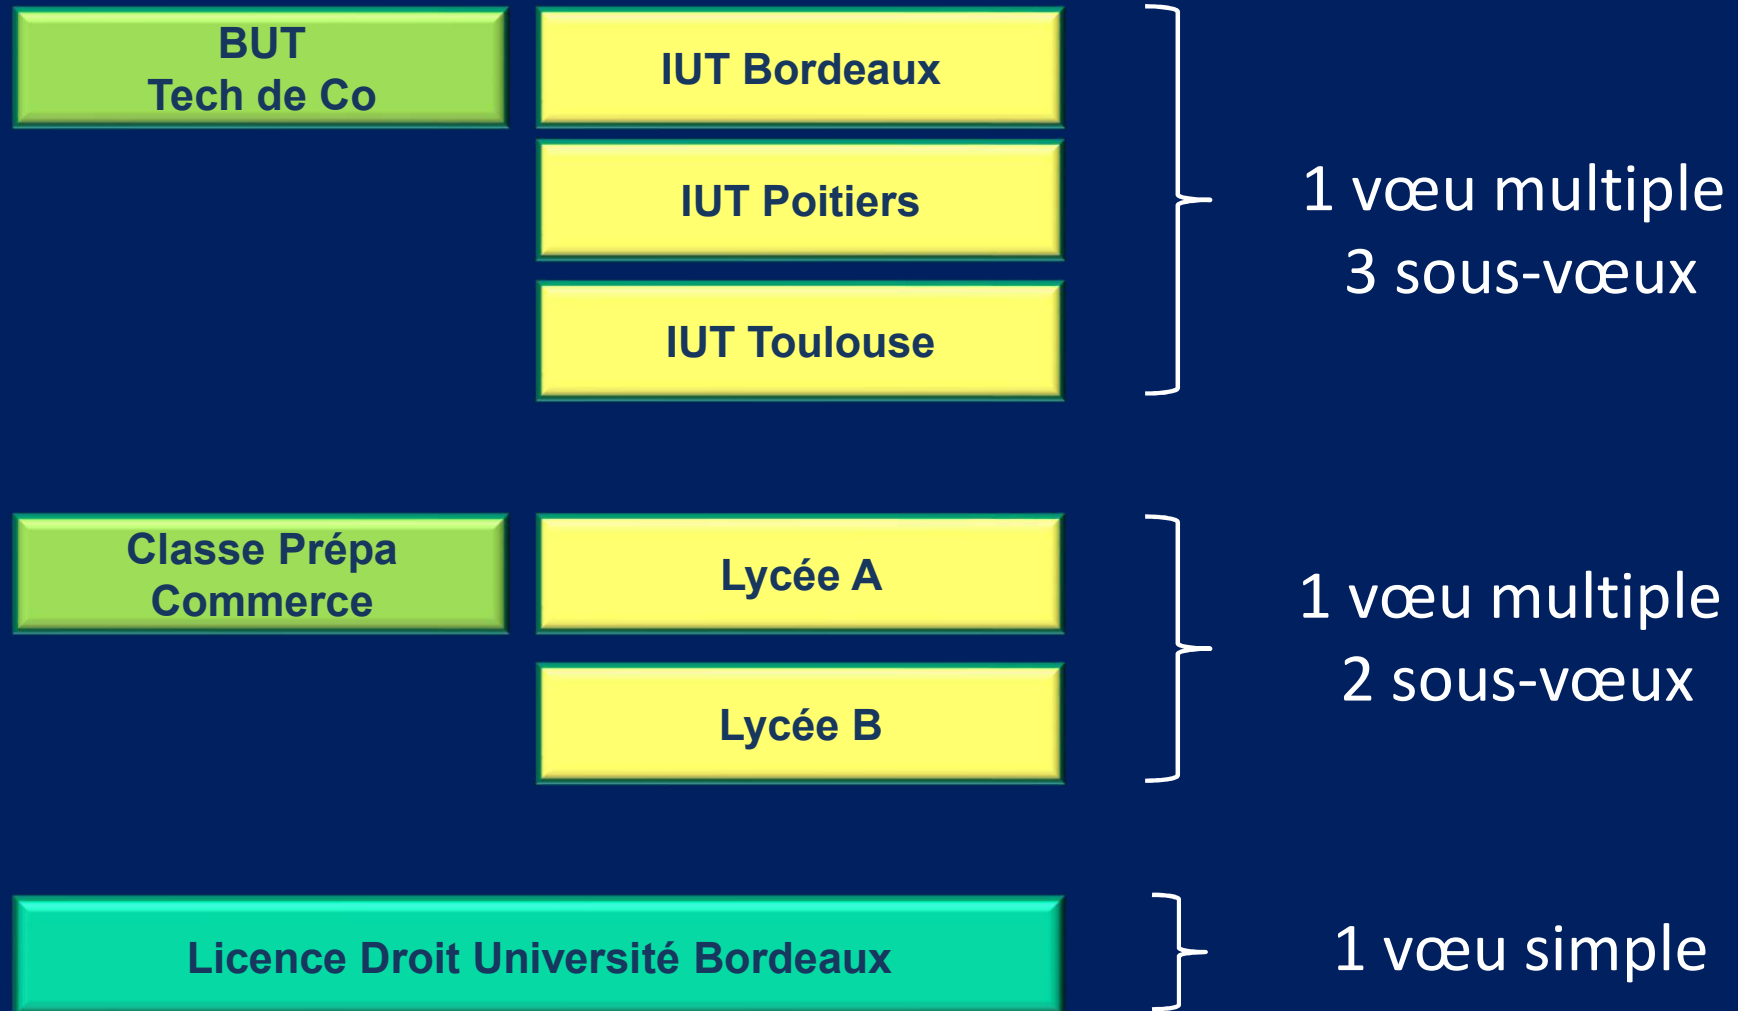 BUT
Tech de Co
IUT Bordeaux
IUT Poitiers
IUT Toulouse
1 vœu multiple
3 sous-vœux
Classe Prépa
Commerce
Lycée A
Lycée B
1 vœu multiple
2 sous-vœux
Licence Droit Université Bordeaux
1 vœu simple